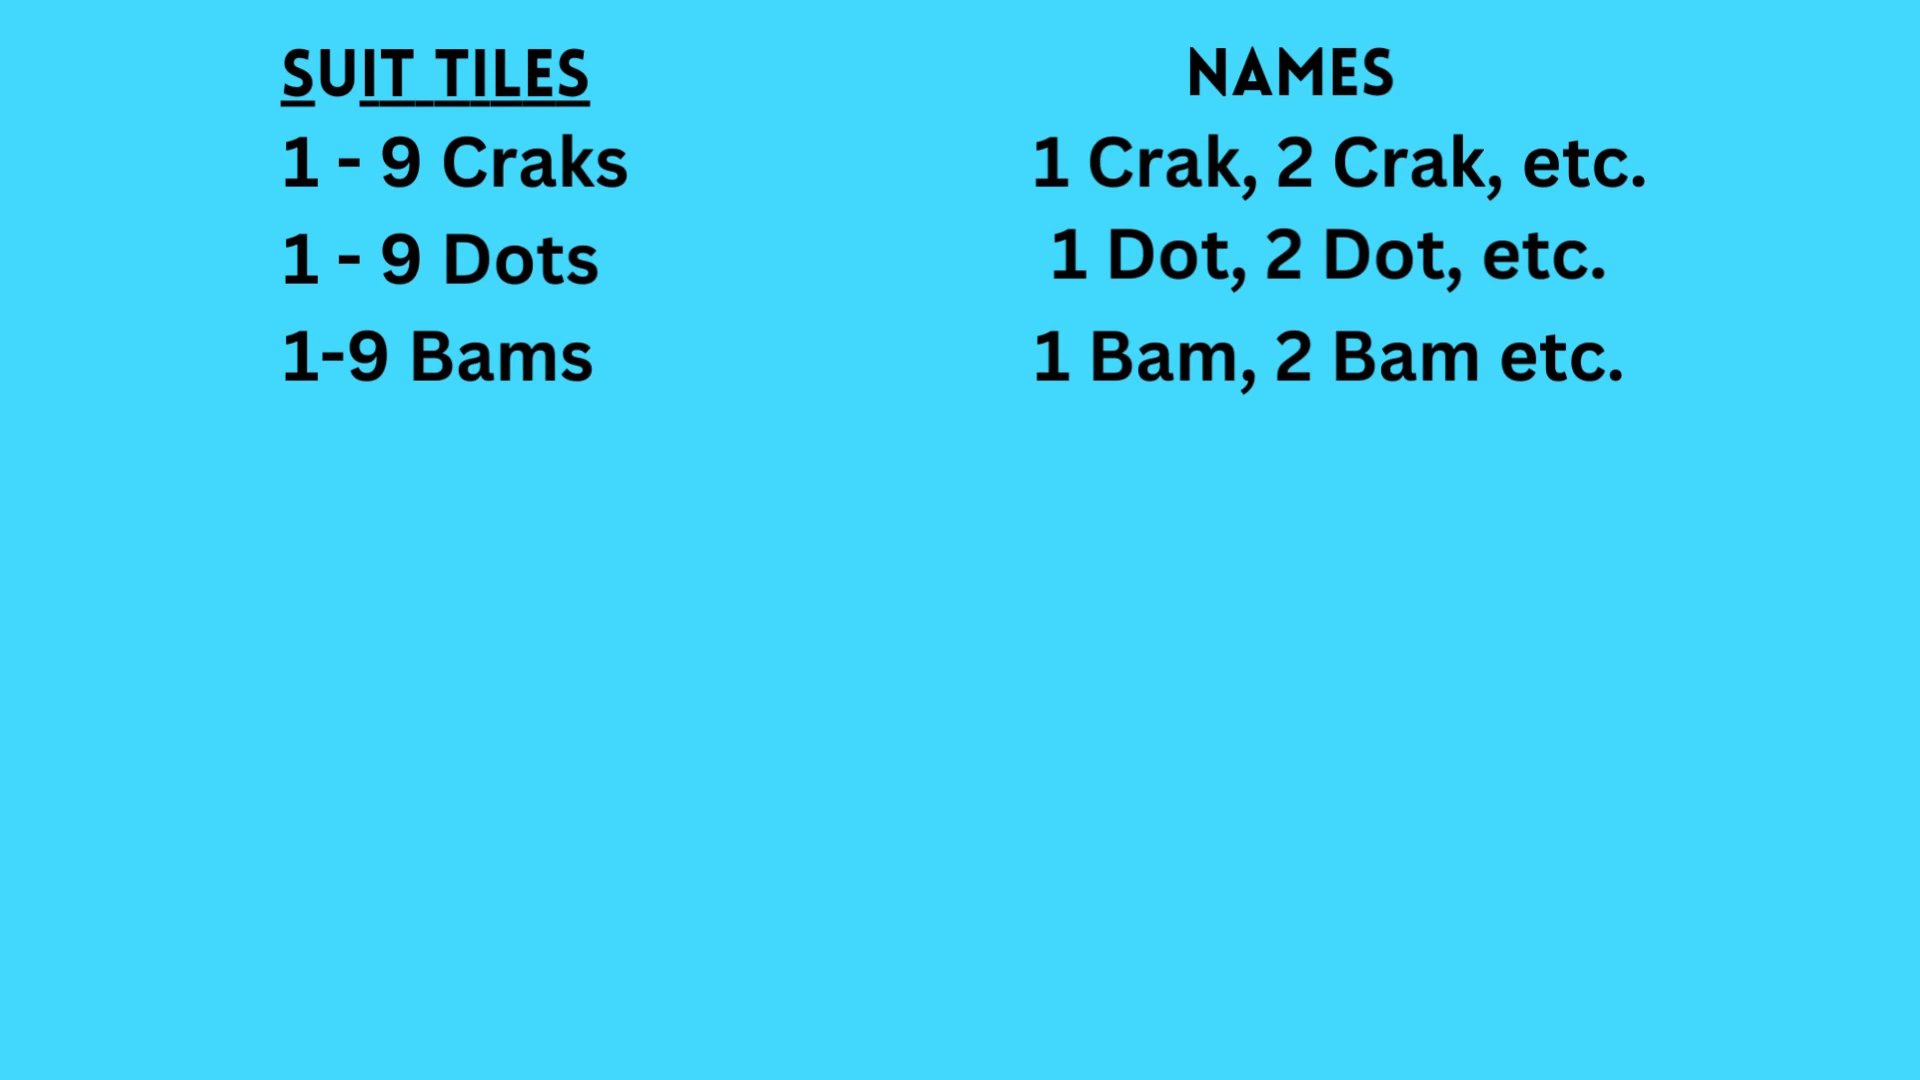 SUIT TILES
NAMES
1 - 9 Craks
1 Crak, 2 Crak, etc.
1 - 9 Dots
1 Dot, 2 Dot, etc.
1-9 Bams
1 Bam, 2 Bam etc.